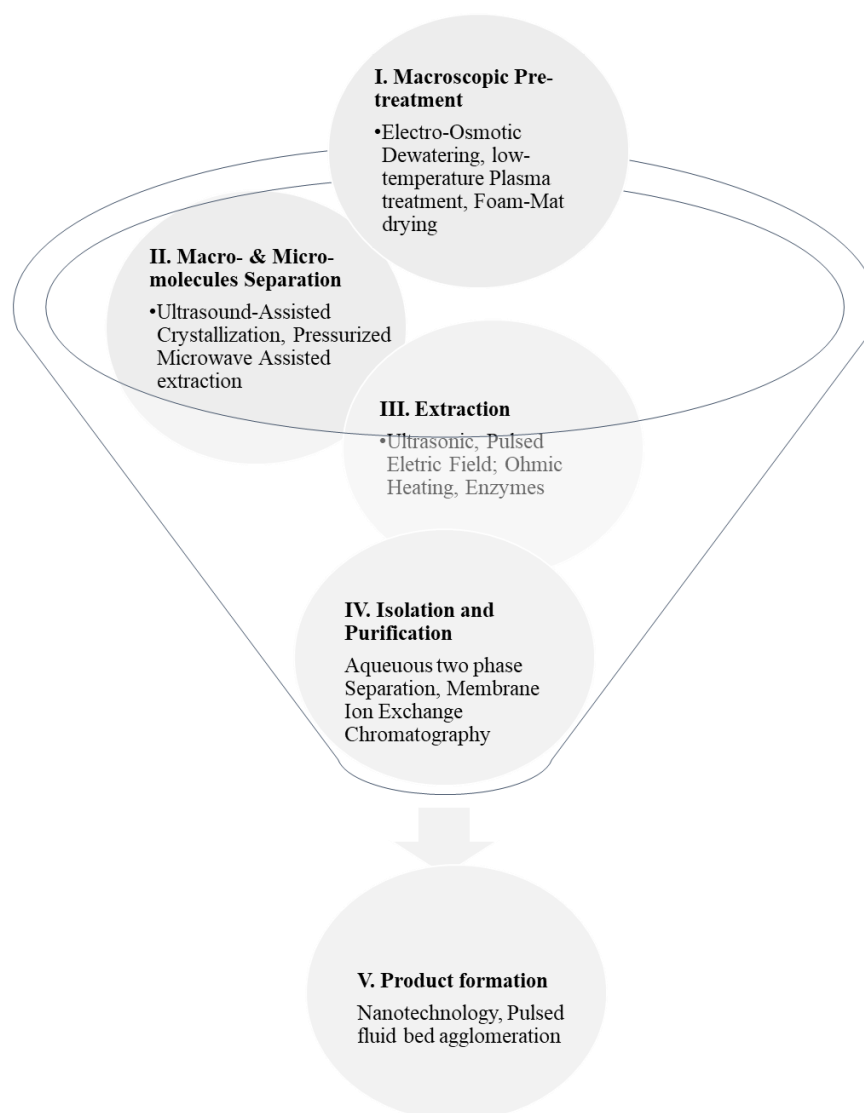 I. Macroscopic Pre-
treatment
•Electro-Osmotic
Dewatering, low-
temperature Plasma
treatment, Foam-Mat
drying
II. Macro- & Micro-
molecules Separation
•Ultrasound-Assisted
Crystallization, Pressurized
Microwave Assisted
extraction
III. Extraction
•Ultrasonic, Pulsed
Eletric Field; Ohmic
Heating, Enzymes
IV. Isolation and
Purification
Aqueuous two phase
Separation, Membrane
Ion Exchange
Chromatography
V. Product formation
Nanotechnology, Pulsed
fluid bed agglomeration